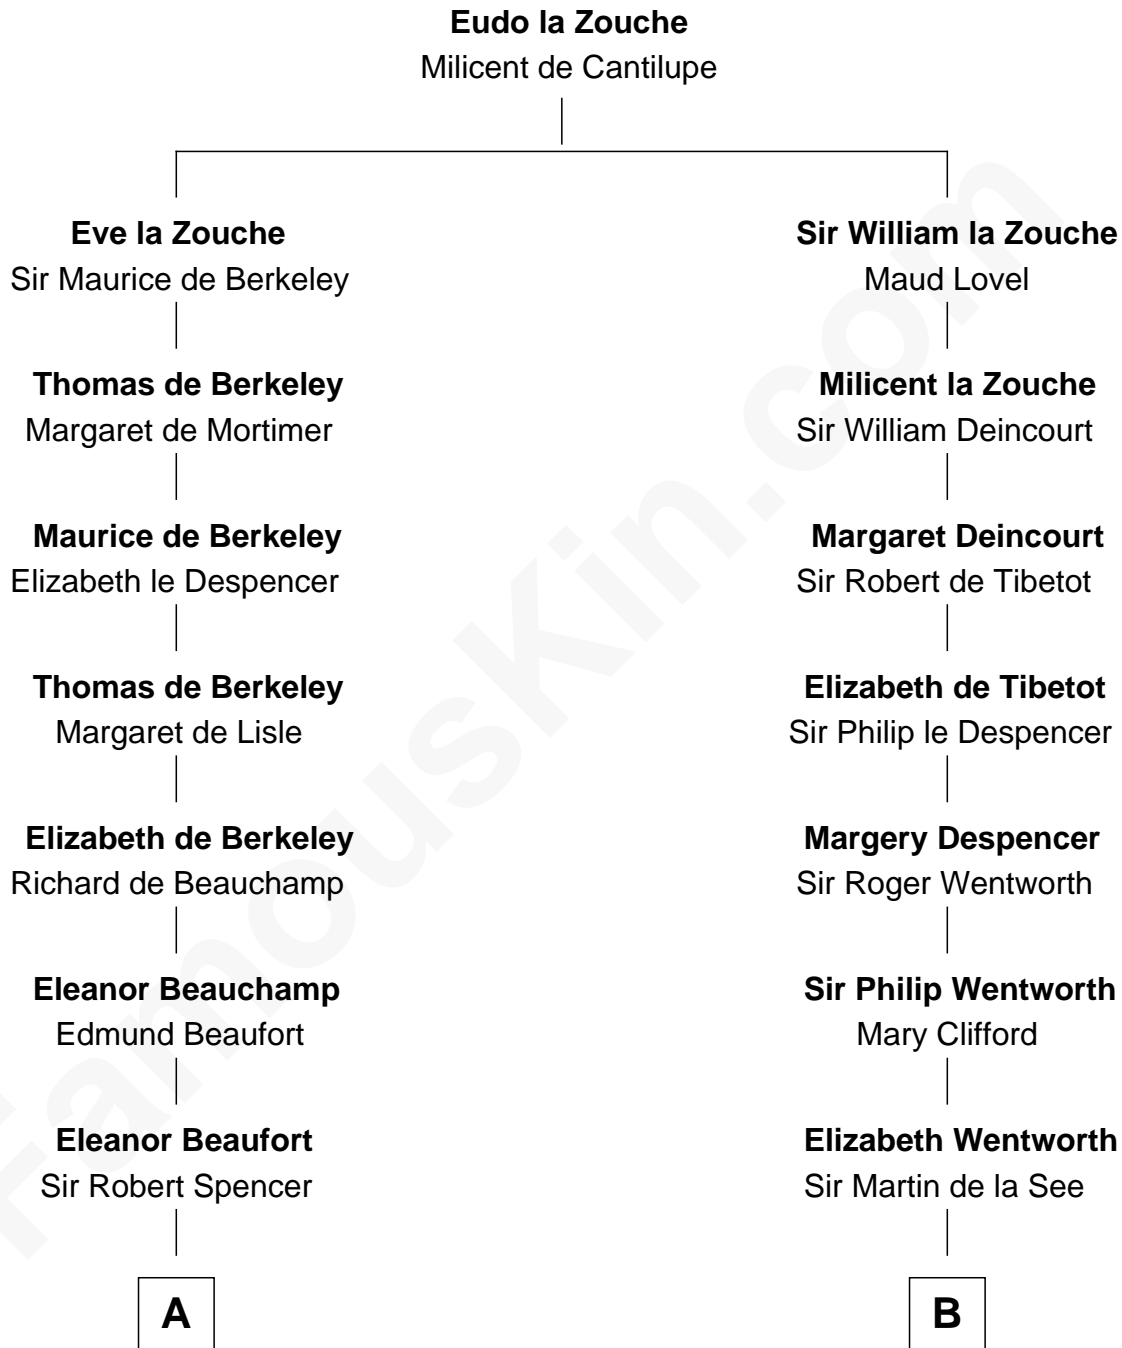 Eudo la Zouche
Milicent de Cantilupe
Eve la Zouche
Sir Maurice de Berkeley
Thomas de Berkeley
Margaret de Mortimer
Maurice de Berkeley
Elizabeth le Despencer
Thomas de Berkeley
Margaret de Lisle
Elizabeth de Berkeley
Richard de Beauchamp
Eleanor Beauchamp
Edmund Beaufort
Eleanor Beaufort
Sir Robert Spencer
A
Sir William la Zouche
Maud Lovel
Milicent la Zouche
Sir William Deincourt
Margaret Deincourt
Sir Robert de Tibetot
Elizabeth de Tibetot
Sir Philip le Despencer
Margery Despencer
Sir Roger Wentworth
Sir Philip Wentworth
Mary Clifford
Elizabeth Wentworth
Sir Martin de la See
B
FamousKin.com